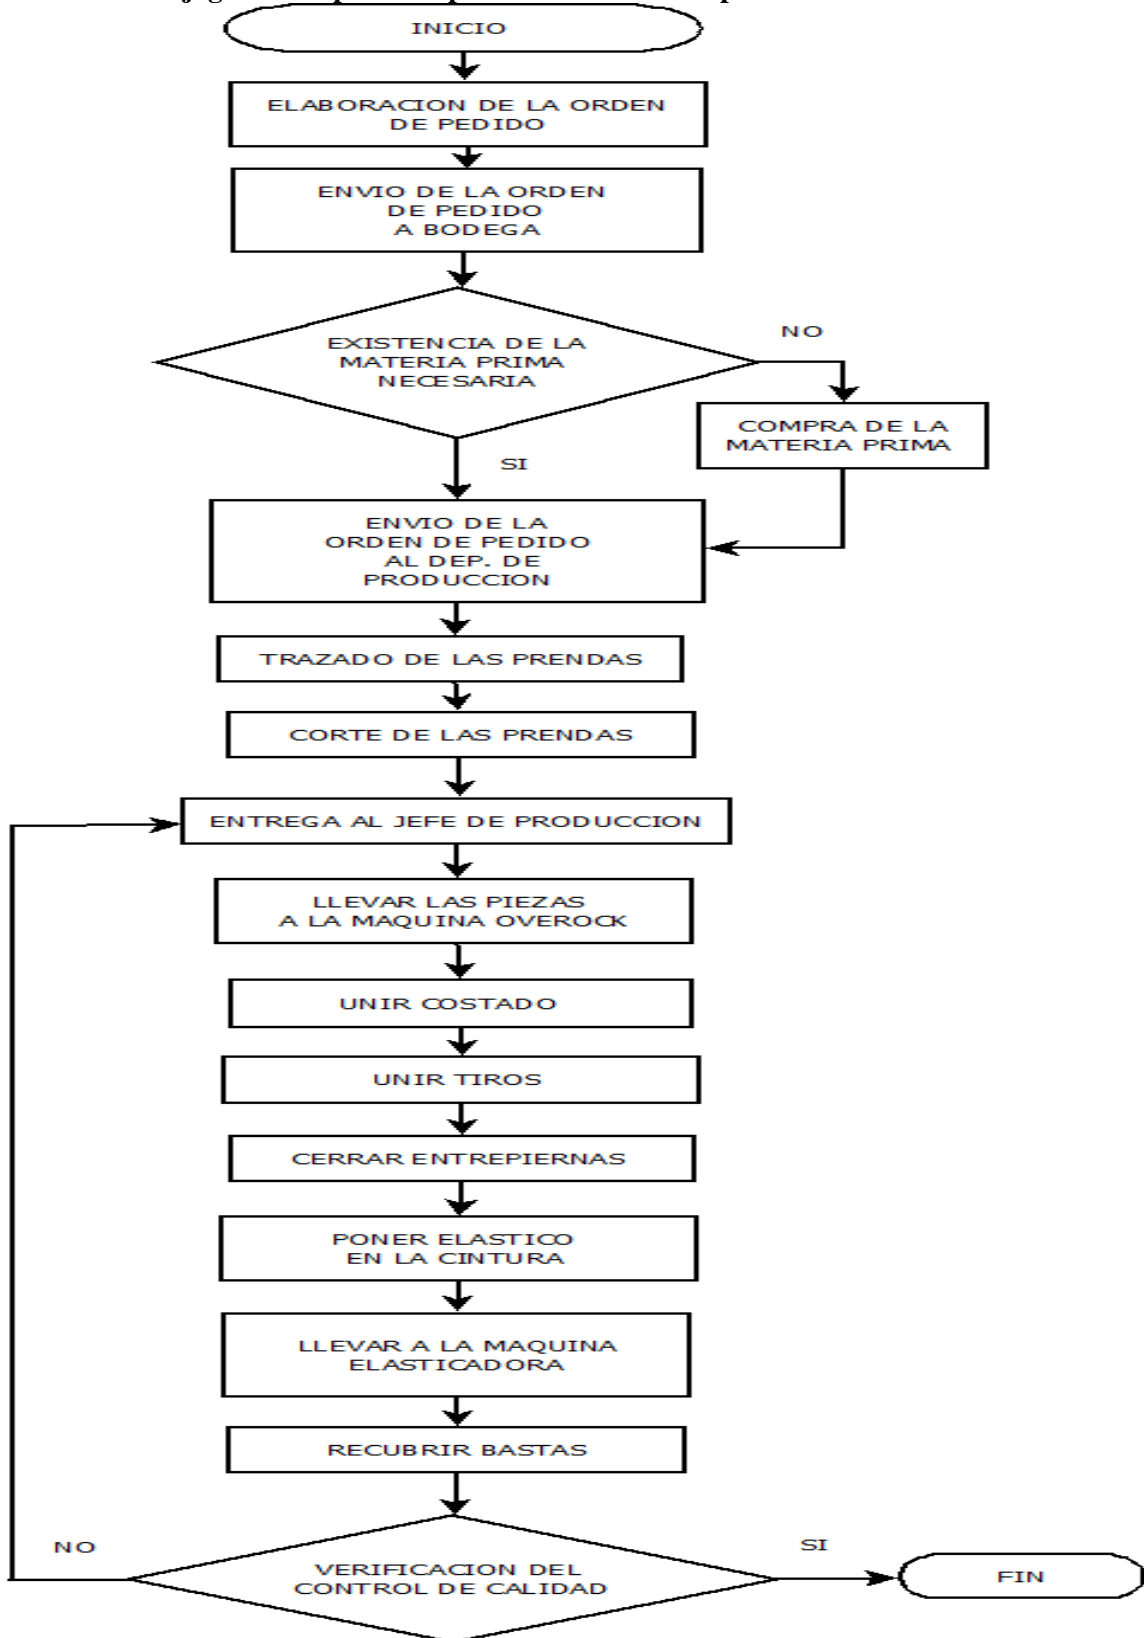 INICIO
ELABORACION DE LA ORDEN
DE PEDIDO
ENVIO DE LA ORDEN
DE PEDIDO
A BODEGA
EXISTENCIA DE LA
MATERIA PRIMA
NECESARIA
NO
COMPRA DE LA
MATERIA PRIMA
SI
ENVIO DE LA
ORDEN DE PEDIDO
AL DEP. DE
PRODUCCION
TRAZADO DE LAS PRENDAS
CORTE DE LAS PRENDAS
ENTREGA AL JEFE DE PRODUCCION
LLEVAR LAS PIEZAS
A LA MAQUINA OVEROCK
UNIR COSTADO
UNIR TIROS
CERRAR ENTREPIERNAS
PONER ELASTICO
EN LA CINTURA
LLEVAR A LA MAQUINA
ELASTICADORA
RECUBRIR BASTAS
NO
VERIFICACION DEL
CONTROL DE CALIDAD
SI
FIN